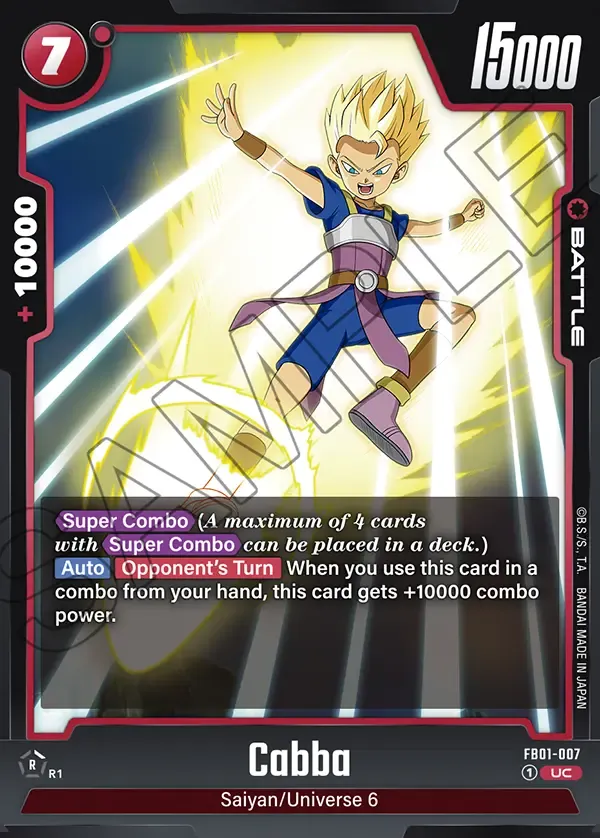 7
15000
+ 10000
BATTLE
SAMPLE
Super Combo (A maximum of 4 cards
with Super Combo can be placed in a deck.)
Auto Opponent's Turn When you use this card in a
combo from your hand, this card gets +10000 combo
power.
©B.S./S., T.A. BANDAI MADE IN JAPAN
Cabba
FB01-007
R R1
1 UC
Saiyan/Universe 6